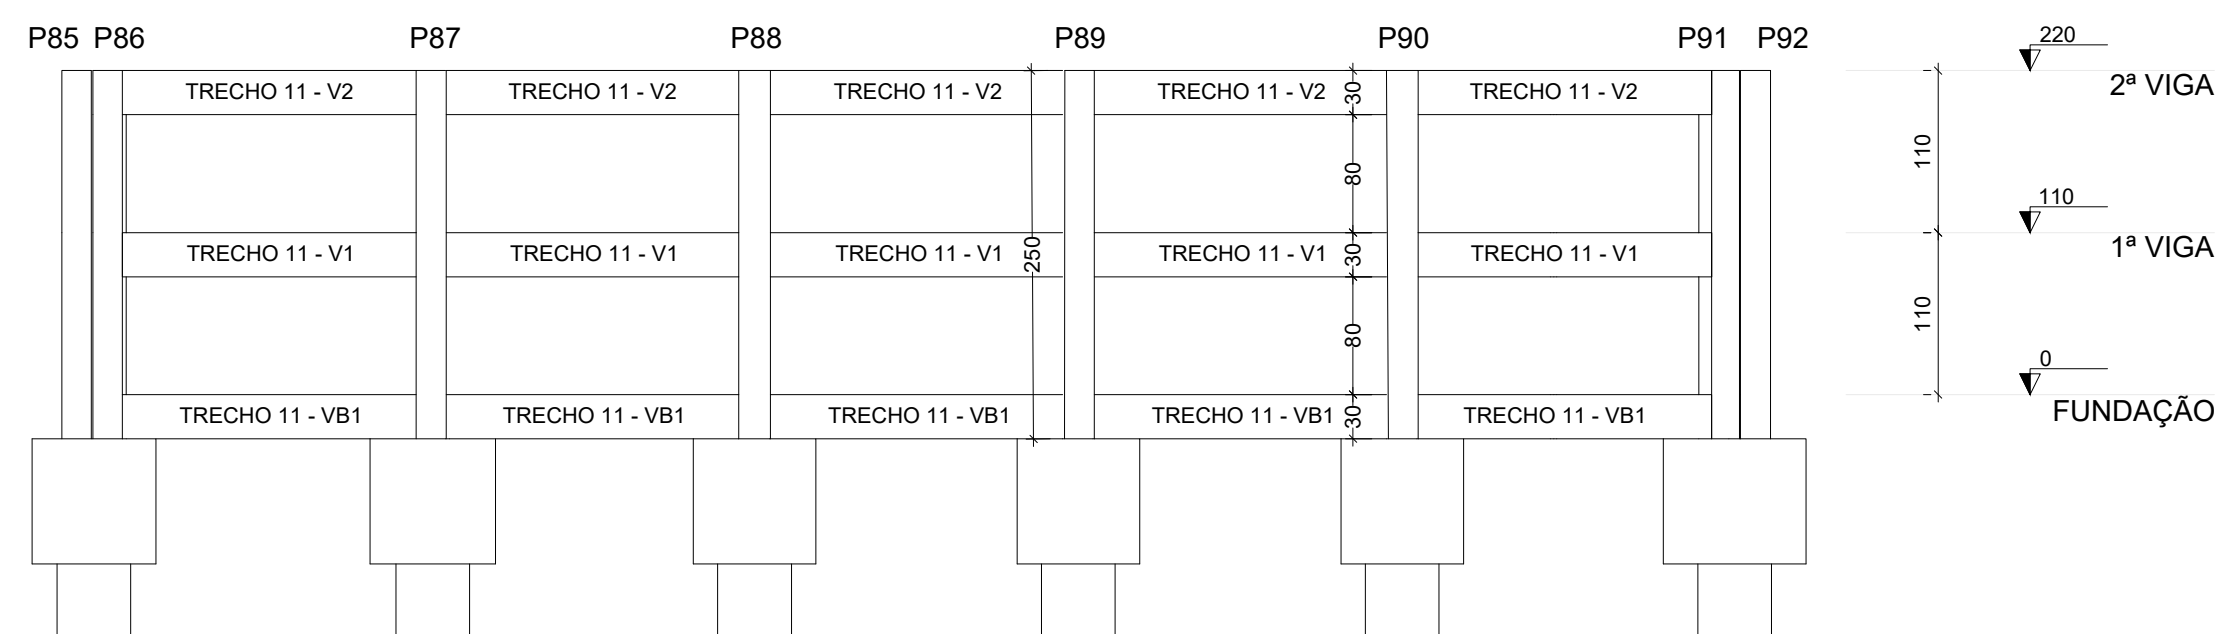 P85 P86 P87 P88 P89 P90 P91 P92
220
TRECHO 11 - V2 TRECHO 11 - V2 TRECHO 11 - V2 TRECHO 11 - V2 30 TRECHO 11 - V2
2ª VIGA
80
110
110
TRECHO 11 - V1 TRECHO 11 - V1 TRECHO 11 - V1 250 TRECHO 11 - V1 30 TRECHO 11 - V1
1ª VIGA
80
110
0
TRECHO 11 - VB1 TRECHO 11 - VB1 TRECHO 11 - VB1 TRECHO 11 - VB1 30 TRECHO 11 - VB1
FUNDAÇÃO